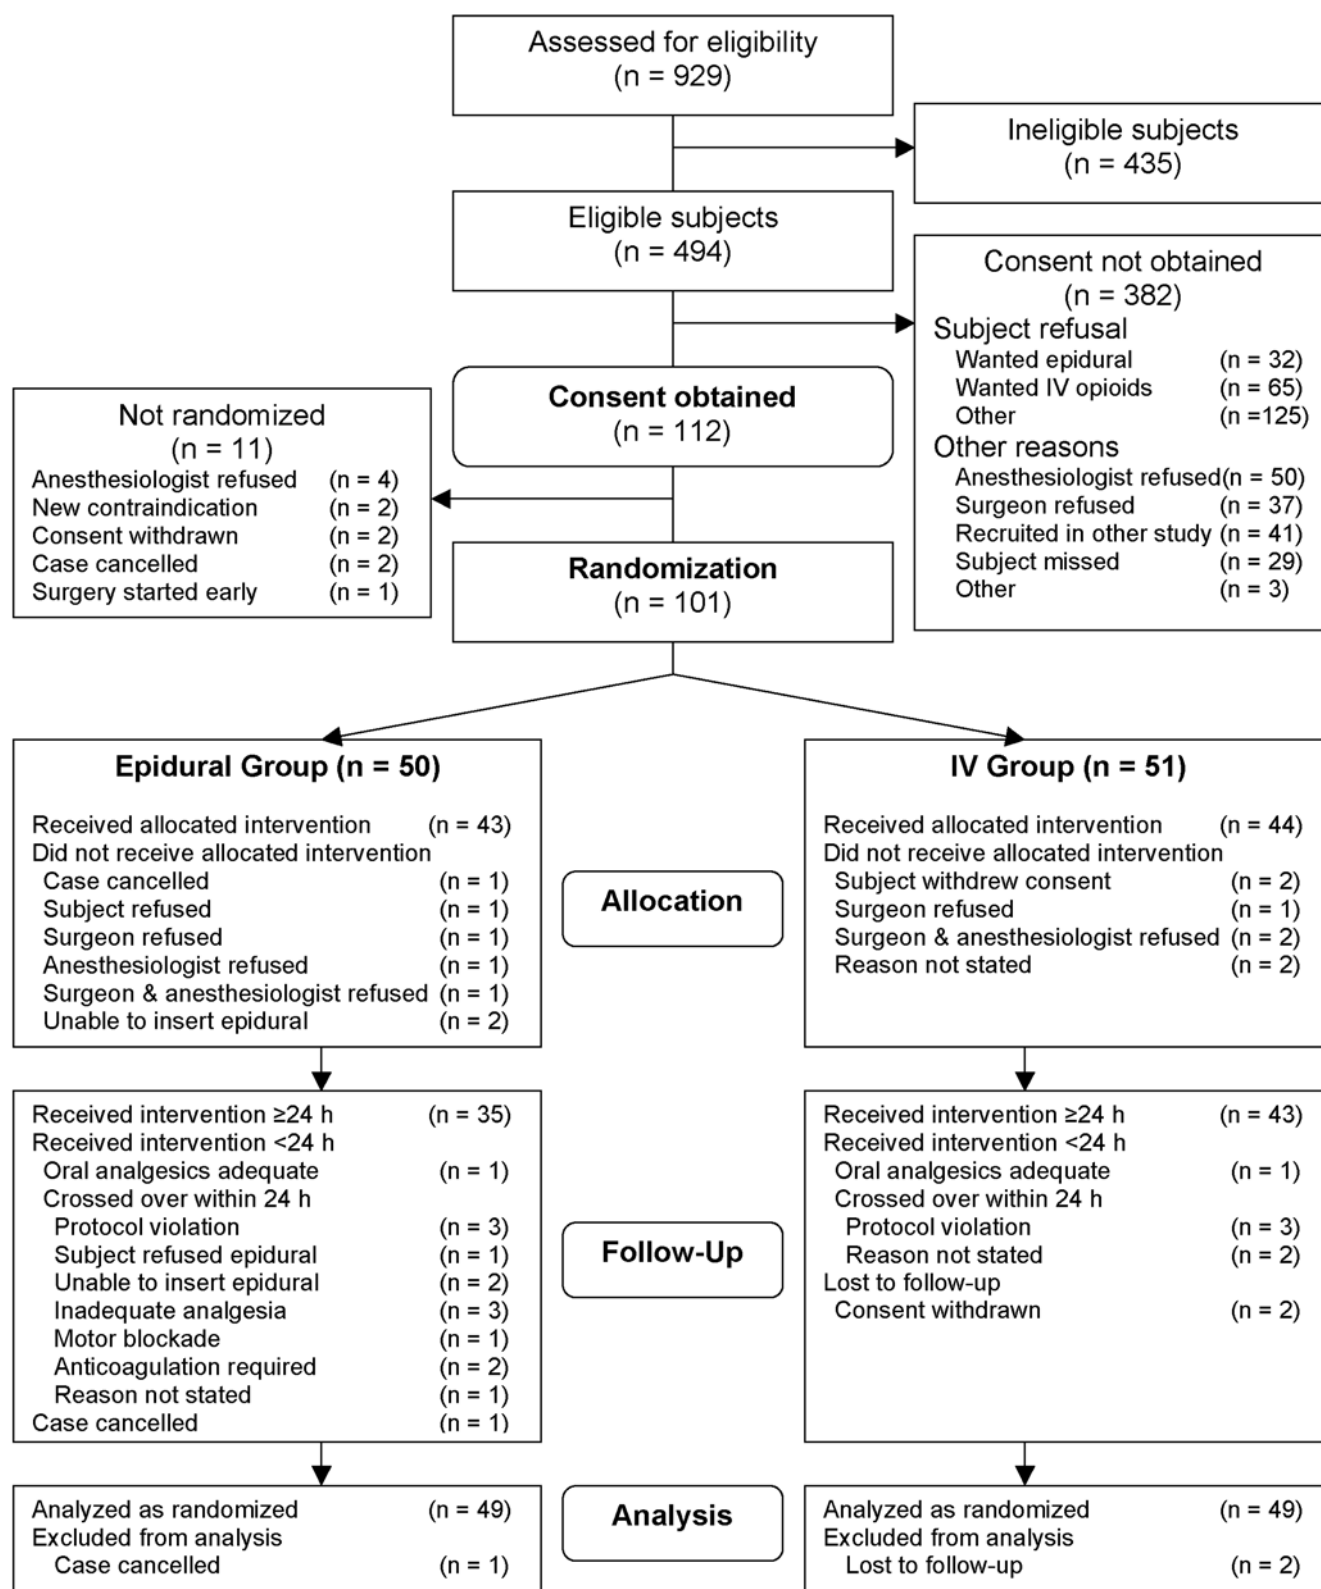 Assessed for eligibility
(n = 929)
Ineligible subjects
(n = 435)
Eligible subjects
(n = 494)
Consent not obtained
(n = 382)
Subject refusal
Wanted epidural (n = 32)
Wanted IV opioids (n = 65)
Other (n =125)
Other reasons
Anesthesiologist refused(n = 50)
Surgeon refused (n = 37)
Recruited in other study (n = 41)
Subject missed (n = 29)
Other (n = 3)
Consent obtained
(n = 112)
Not randomized
(n = 11)
Anesthesiologist refused (n = 4)
New contraindication (n = 2)
Consent withdrawn (n = 2)
Case cancelled (n = 2)
Surgery started early (n = 1)
Randomization
(n = 101)
Epidural Group (n = 50)
Received allocated intervention (n = 43)
Did not receive allocated intervention
Case cancelled (n = 1)
Subject refused (n = 1)
Surgeon refused (n = 1)
Anesthesiologist refused (n = 1)
Surgeon & anesthesiologist refused (n = 1)
Unable to insert epidural (n = 2)
Allocation
IV Group (n = 51)
Received allocated intervention (n = 44)
Did not receive allocated intervention
Subject withdrew consent (n = 2)
Surgeon refused (n = 1)
Surgeon & anesthesiologist refused (n = 2)
Reason not stated (n = 2)
Received intervention ≥24 h (n = 35)
Received intervention <24 h
Oral analgesics adequate (n = 1)
Crossed over within 24 h
Protocol violation (n = 3)
Subject refused epidural (n = 1)
Unable to insert epidural (n = 2)
Inadequate analgesia (n = 3)
Motor blockade (n = 1)
Anticoagulation required (n = 2)
Reason not stated (n = 1)
Case cancelled (n = 1)
Follow-Up
Received intervention ≥24 h (n = 43)
Received intervention <24 h
Oral analgesics adequate (n = 1)
Crossed over within 24 h
Protocol violation (n = 3)
Reason not stated (n = 2)
Lost to follow-up
Consent withdrawn (n = 2)
Analyzed as randomized (n = 49)
Excluded from analysis
Case cancelled (n = 1)
Analysis
Analyzed as randomized (n = 49)
Excluded from analysis
Lost to follow-up (n = 2)